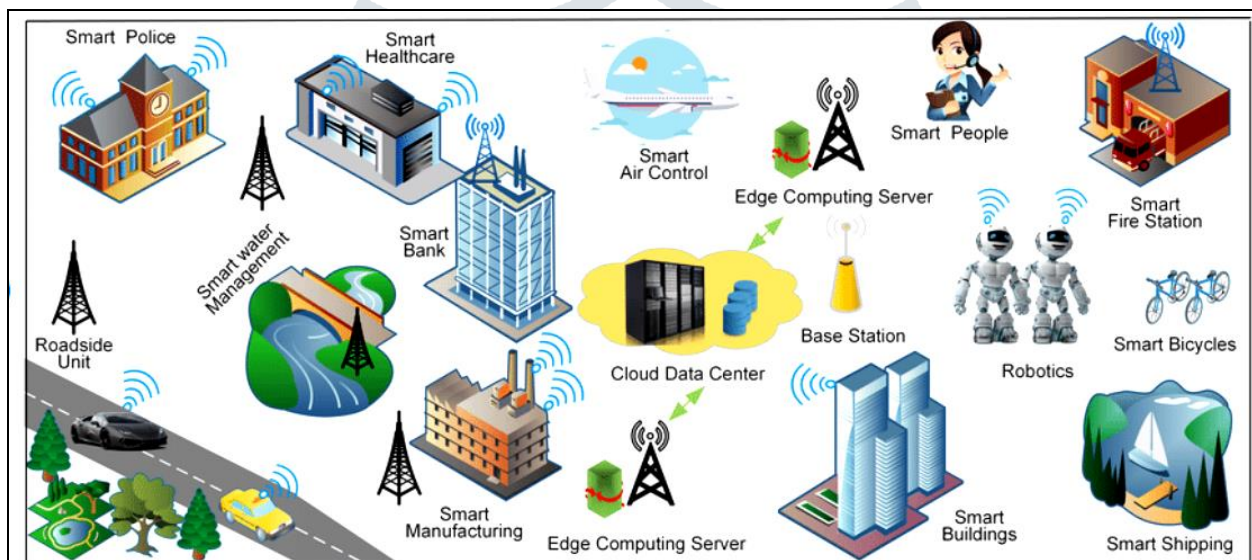 Smart Police
Smart
Healthcare
Smart
Air Control
Smart People
Edge Computing Server
Smart
Fire Station
Smart water
Management
Smart
Bank
Roadside
Unit
Base Station
Smart Bicycles
Cloud Data Center
Robotics
Smart
Manufacturing
Edge Computing Server
Smart
Buildings
Smart Shipping